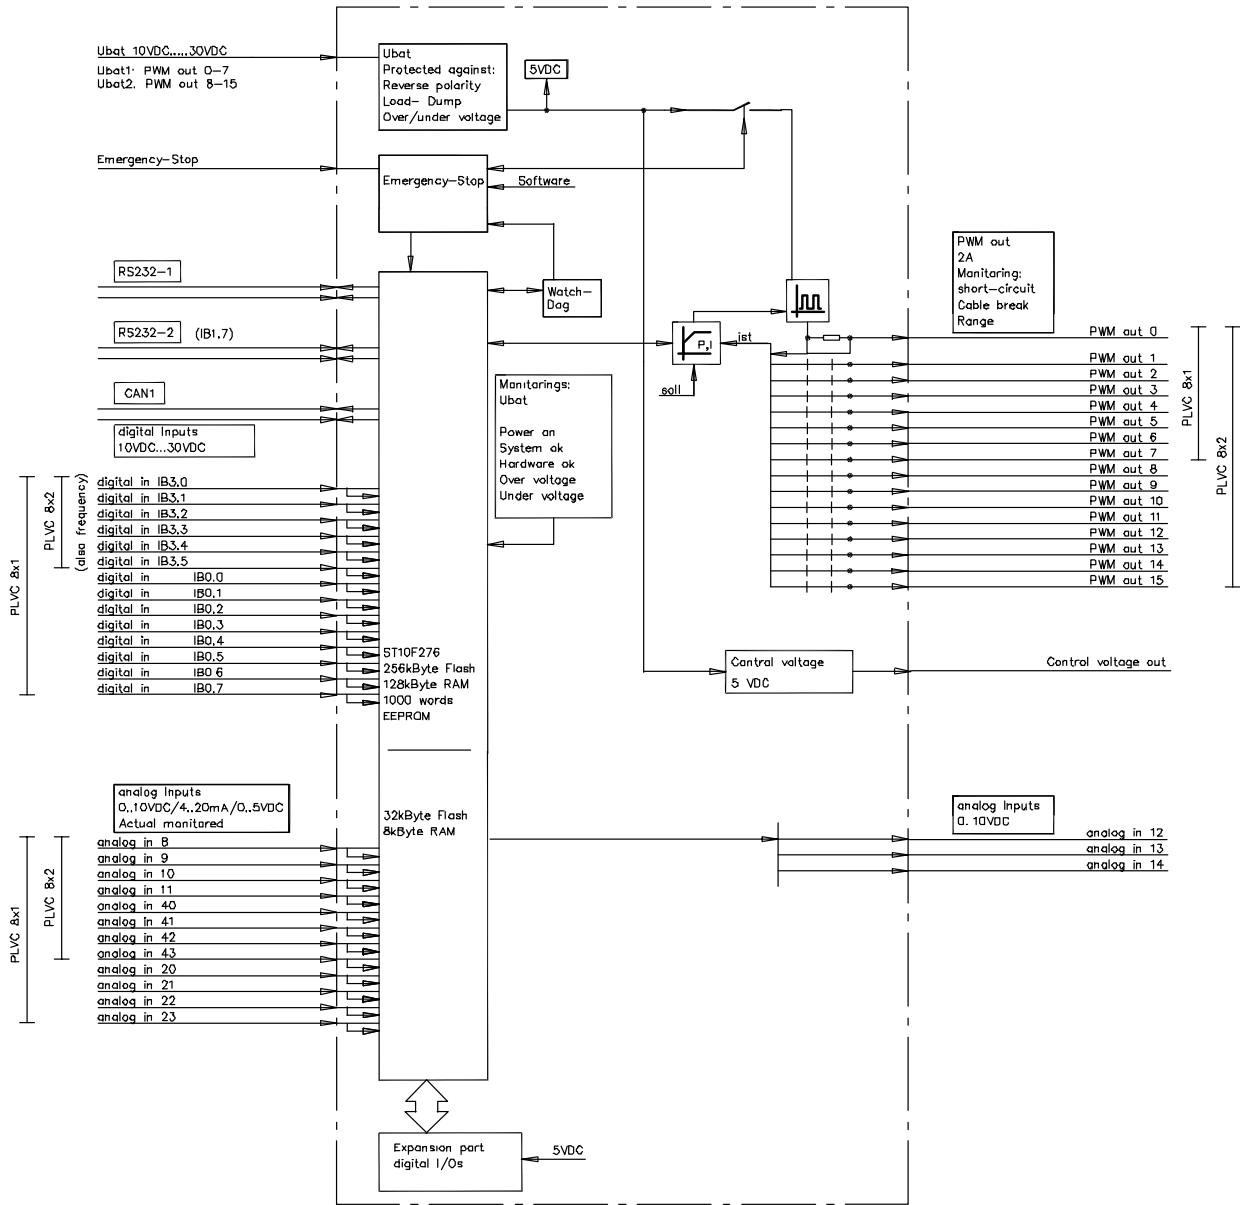 Ubat 10VDC.....30VDC
Ubat1: PWM out 0-7
Ubat2. PWM out 8-15
Ubat
Protected against:
Reverse polarity
Load- Dump
Over/under voltage
5VDC
Emergency-Stop
Emergency-Stop
Software
RS232-1
RS232-2 (IB1.7)
CAN1
digital Inputs
10VDC...30VDC
Watch-
Dag
P,I
ist
soll
PWM out
2A
Manitaring:
short-circuit
Cable break
Range
Manitarings:
Ubat
Power an
System ok
Hardware ok
Over voltage
Under voltage
PLVC 8x1
PLVC 8x2
(also frequency)
digital in IB3.0
digital in IB3.1
digital in IB3.2
digital in IB3.3
digital in IB3.4
digital in IB3.5
digital in IB0.0
digital in IB0.1
digital in IB0.2
digital in IB0.3
digital in IB0.4
digital in IB0.5
digital in IB0 6
digital in IB0.7
ST10F276
256kByte Flash
128kByte RAM
1000 words
EEPROM
32kByte Flash
8kByte RAM
PWM out 0
PWM out 1
PWM out 2
PWM out 3
PWM out 4
PWM out 5
PWM out 6
PWM out 7
PWM out 8
PWM out 9
PWM out 10
PWM out 11
PWM out 12
PWM out 13
PWM out 14
PWM out 15
PLVC 8x1
PLVC 8x2
Cantral valtage
5 VDC
Control voltage out
analog Inputs
0..10VDC/4..20mA/0..5VDC
Actual monitored
PLVC 8x1
PLVC 8x2
analog in 8
analog in 9
analog in 10
analog in 11
analog in 40
analog in 41
analog in 42
analog in 43
analog in 20
analog in 21
analog in 22
analog in 23
analog Inputs
0. 10VDC
analog in 12
analog in 13
analog in 14
Expansion part
digital I/Os
5VDC